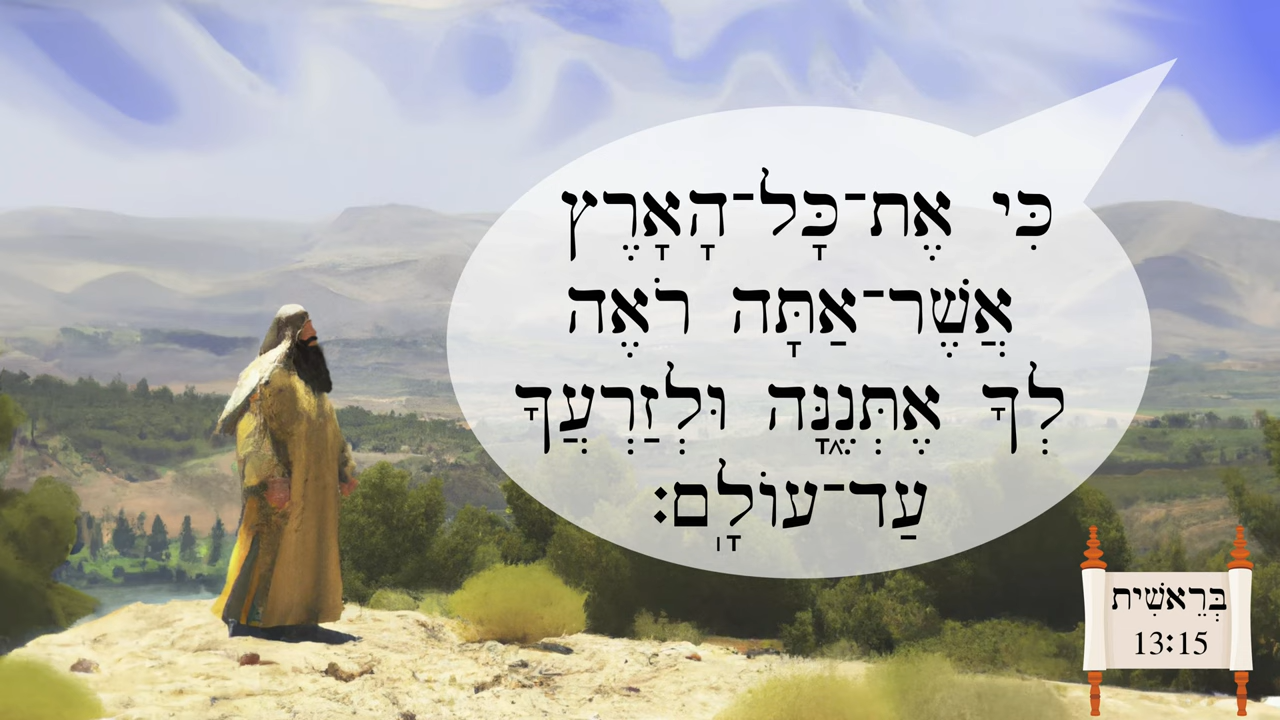 כִּי אֶת־כָּל־הָאָרֶץ
אֲשֶׁר־אַתָּה רֹאֶה
לְךָ אֶתְּנֶ֑נָּה וּלְזַרְעֲךָ
עַד־עוֹלָֽם׃
בְּרֵאשִׁית
13:15